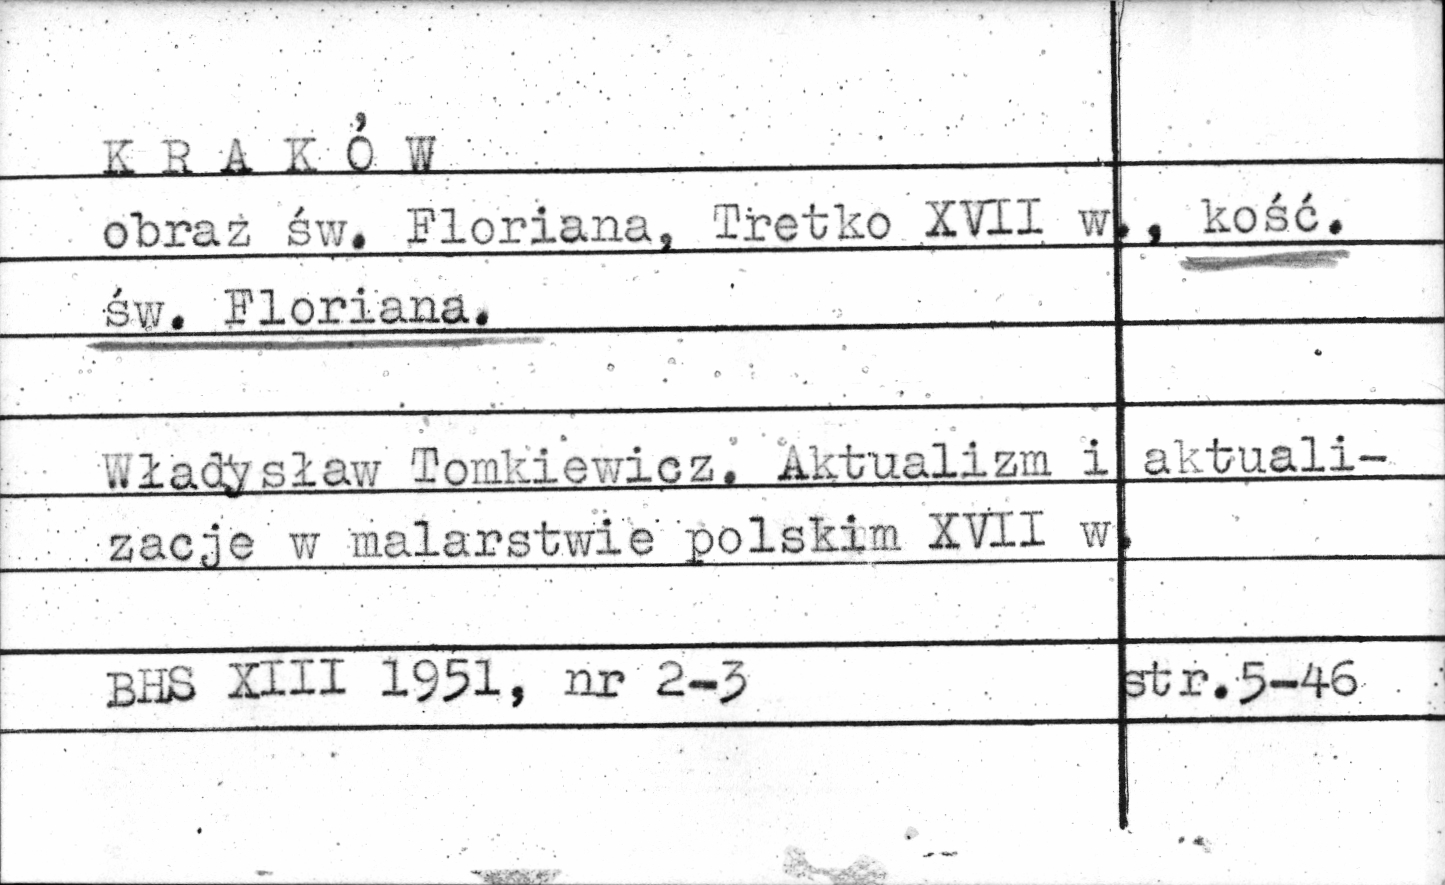 K R A K Ó W
obraz św. Floriana, Tretko XVII w., kość.
św. Floriana.
Władysław Tomkiewicz. Aktualizm i aktuali-
zacje w malarstwie polskim XVII w.
BHS XIII 1951, nr 2-3 str.5-46